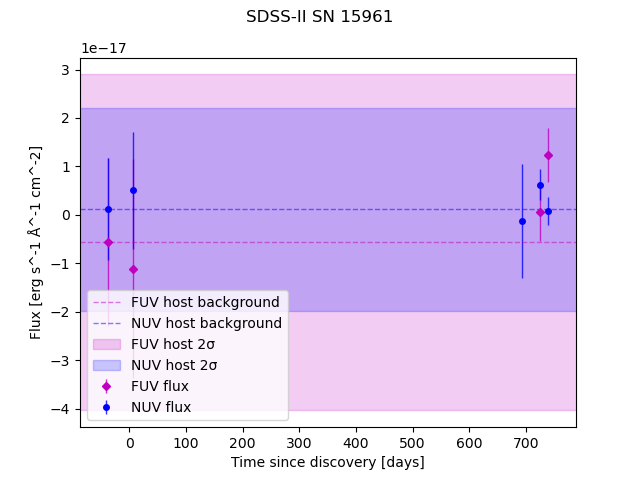 SDSS-II SN 15961
1e−17
3
2
1
0
−1
−2
−3
−4
Flux [erg s^-1 Å^-1 cm^-2]
FUV host background
NUV host background
FUV host 2σ
NUV host 2σ
FUV flux
NUV flux
0 100 200 300 400 500 600 700
Time since discovery [days]